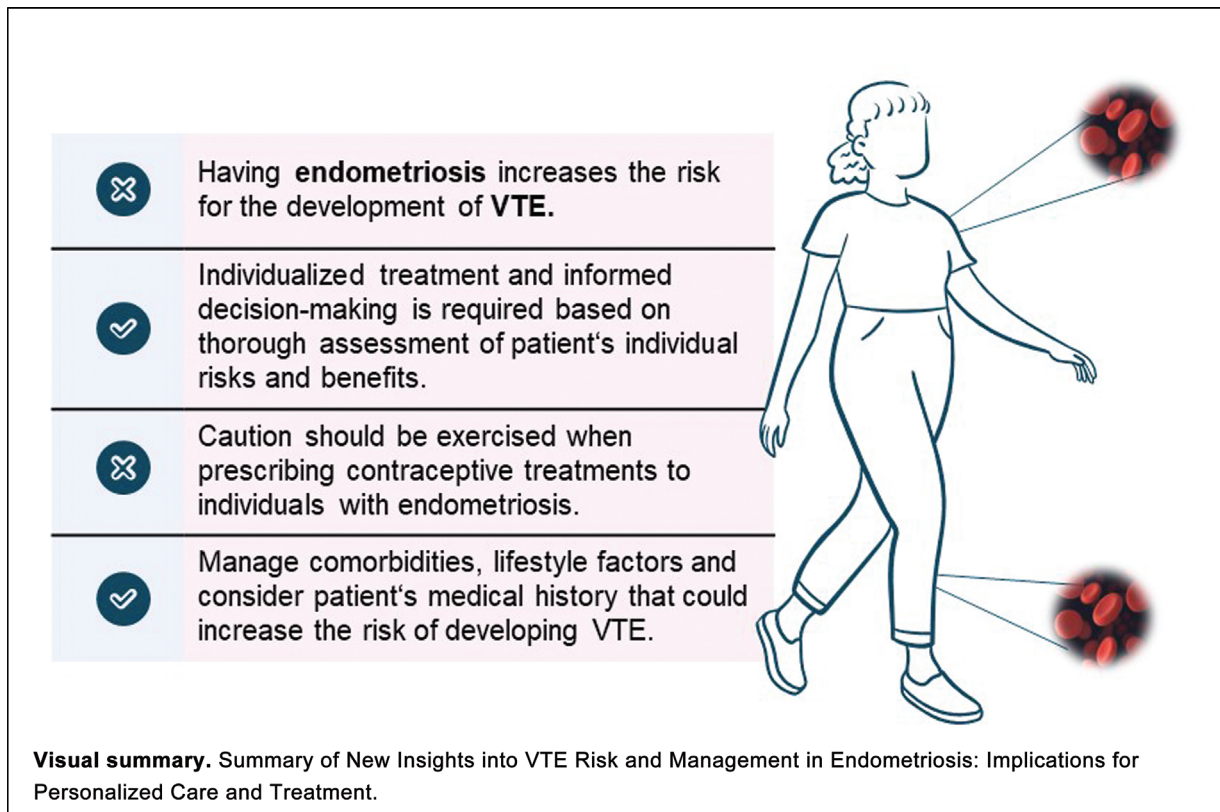 Having endometriosis increases the risk
for the development of VTE.
Individualized treatment and informed
decision-making is required based on
thorough assessment of patient‘s individual
risks and benefits.
Caution should be exercised when
prescribing contraceptive treatments to
individuals with endometriosis.
Manage comorbidities, lifestyle factors and
consider patient‘s medical history that could
increase the risk of developing VTE.
Visual summary. Summary of New Insights into VTE Risk and Management in Endometriosis: Implications for
Personalized Care and Treatment.